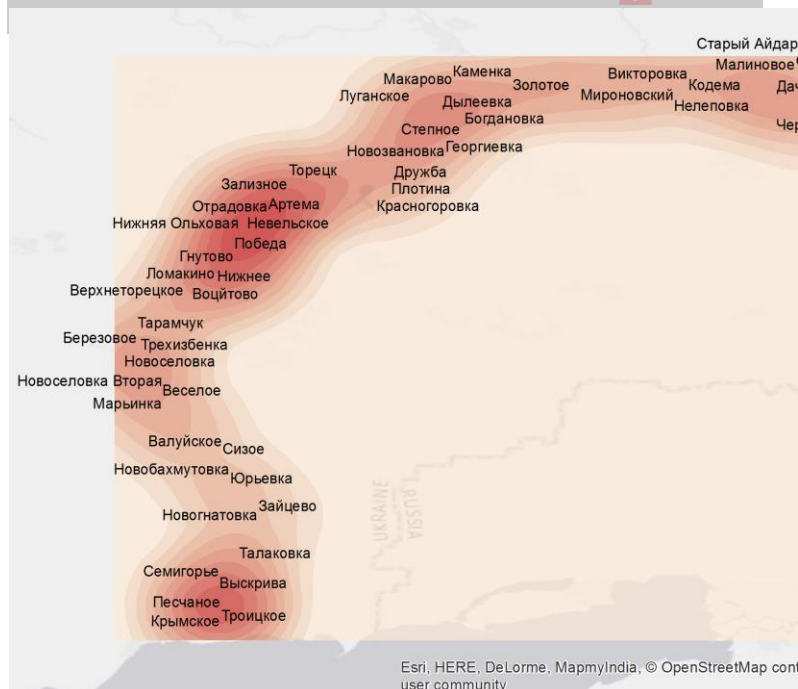 Старый Айдар
Малиновое
Викторовка
Кодема
Дач
Каменка
Макарово
Золотое
Луганское
Мироновский
Нелеповка
Дылеевка
Богдановка
Чер
Степное
Новозвановка
Георгиевка
Торецк
Дружба
Зализное
Плотина
Отрадовка
Артема
Красногоровка
Нижняя Ольховая
Невельское
Победа
Гнутово
Ломакино
Нижнее
Верхнеторецкое
Воцйтово
Тарамчук
Березовое
Трехизбенка
Новоселовка
Новоселовка Вторая
Веселое
Марьинка
Валуйское
Сизое
Новобахмутовка
Юрьевка
Зайцево
Новогнатовка
UKRAINE
RUSSIA
Талаковка
Семигорье
Выскрива
Песчаное
Троицкое
Крымское
Esri, HERE, DeLorme, MapmyIndia, © OpenStreetMap cont
user community